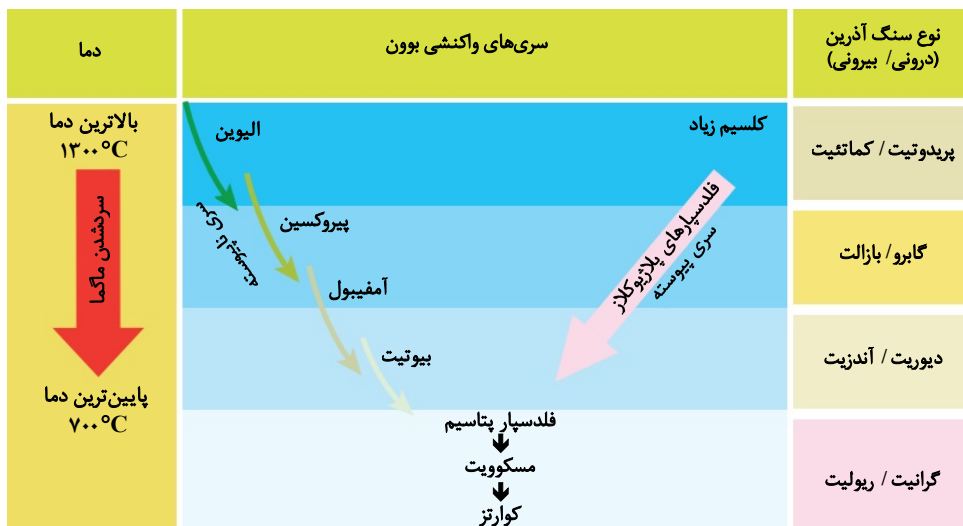 نوع سنگ آذرین
(درونی/ بیرونی)
سری‌های واکنشی بوون
دما
پریدوتیت / کماتئیت
گابرو/ بازالت
دیوریت / آندزیت
گرانیت / ریولیت
کلسیم زیاد
فلدسپارهای پلاژیوکلاز
سری پیوسته
الیوین
پیروکسین
سری ناپیوسته
آمفیبول
بیوتیت
فلدسپار پتاسیم
مسکوویت
کوارتز
بالاترین دما
۱۳۰۰°C
سردشدن ماگما
پایین‌ترین دما
۷۰۰°C